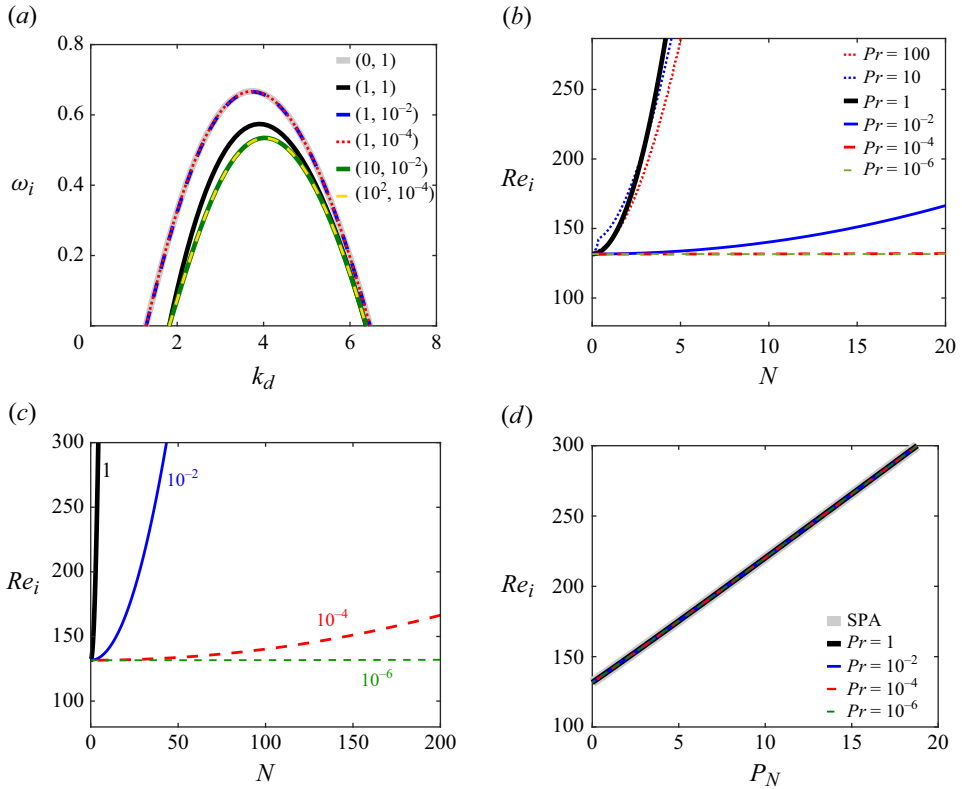 (a)
0.8
0.6
0.4
0.2
0
2
4
6
8
ω_i
k_d
(0, 1)
(1, 1)
(1, 10⁻²)
(1, 10⁻⁴)
(10, 10⁻²)
(10², 10⁻⁴)
(b)
250
200
150
100
0
5
10
15
20
Re_i
N
Pr = 100
Pr = 10
Pr = 1
Pr = 10⁻²
Pr = 10⁻⁴
Pr = 10⁻⁶
(c)
300
250
200
150
100
0
50
100
150
200
Re_i
N
1
10⁻²
10⁻⁴
10⁻⁶
(d)
300
250
200
150
100
0
5
10
15
20
Re_i
P_N
SPA
Pr = 1
Pr = 10⁻²
Pr = 10⁻⁴
Pr = 10⁻⁶